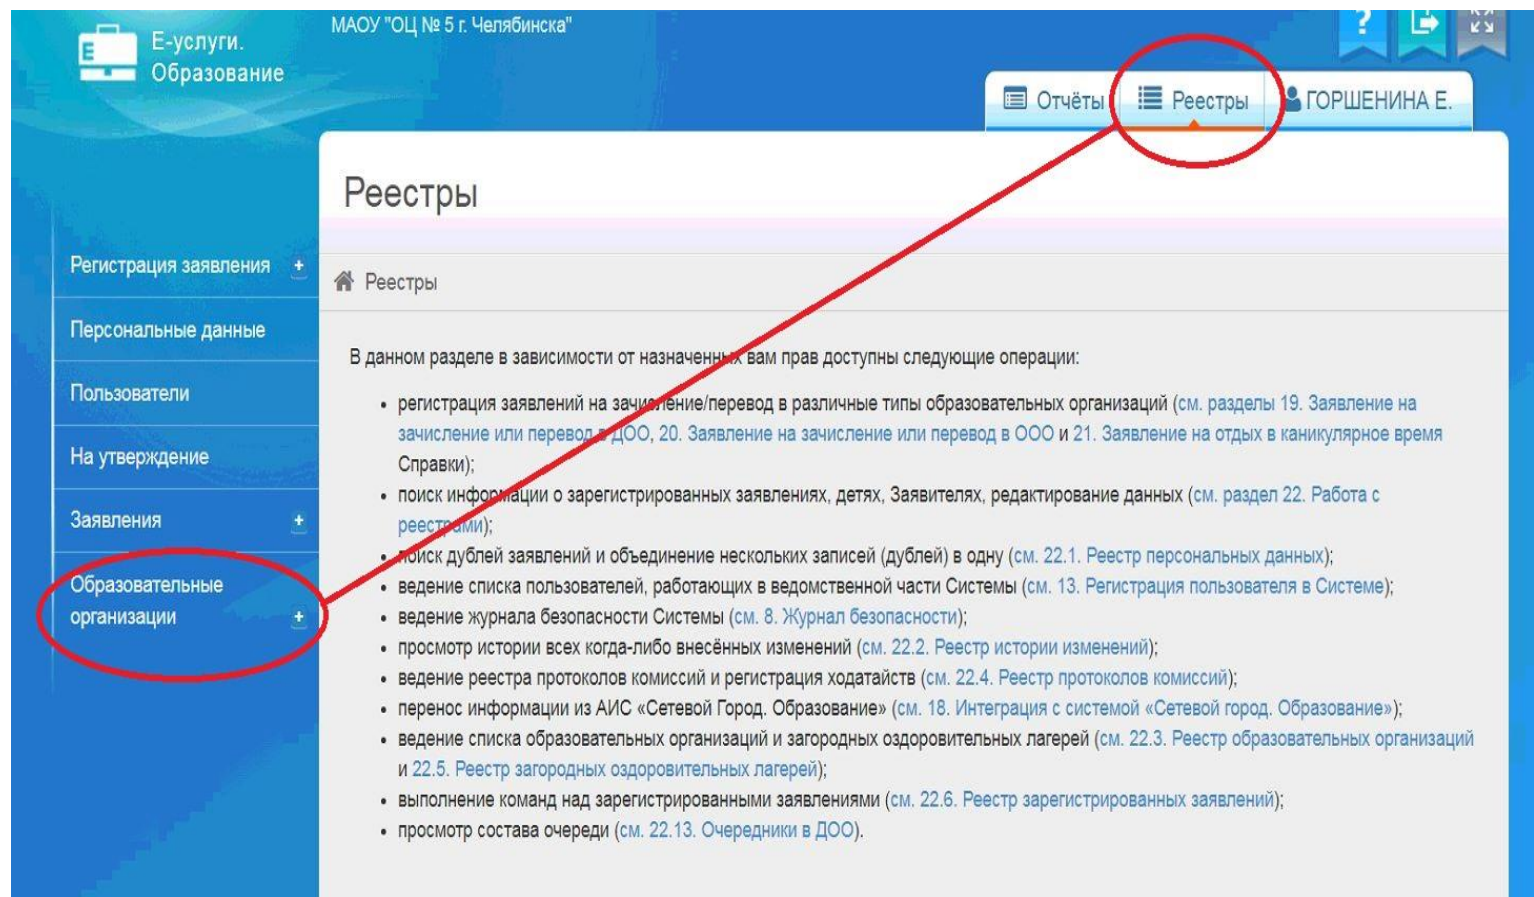 МАОУ "ОЦ № 5 г. Челябинска"
E
Е-услуги.
Образование
?
Отчёты
Реестры
ГОРШЕНИНА Е.
Реестры
Реестры
Регистрация заявления
Персональные данные
Пользователи
На утверждение
Заявления
Образовательные
организации
В данном разделе в зависимости от назначенных вам прав доступны следующие операции:
• регистрация заявлений на зачисление/перевод в различные типы образовательных организаций (см. разделы 19. Заявление на
зачисление или перевод в ДОО, 20. Заявление на зачисление или перевод в ООО и 21. Заявление на отдых в каникулярное время
Справки);
• поиск информации о зарегистрированных заявлениях, детях, Заявителях, редактирование данных (см. раздел 22. Работа с
реестрами);
• поиск дублей заявлений и объединение нескольких записей (дублей) в одну (см. 22.1. Реестр персональных данных);
• ведение списка пользователей, работающих в ведомственной части Системы (см. 13. Регистрация пользователя в Системе);
• ведение журнала безопасности Системы (см. 8. Журнал безопасности);
• просмотр истории всех когда-либо внесённых изменений (см. 22.2. Реестр истории изменений);
• ведение реестра протоколов комиссий и регистрация ходатайств (см. 22.4. Реестр протоколов комиссий);
• перенос информации из АИС «Сетевой Город. Образование» (см. 18. Интеграция с системой «Сетевой город. Образование»);
• ведение списка образовательных организаций и загородных оздоровительных лагерей (см. 22.3. Реестр образовательных организаций
и 22.5. Реестр загородных оздоровительных лагерей);
• выполнение команд над зарегистрированными заявлениями (см. 22.6. Реестр зарегистрированных заявлений);
• просмотр состава очереди (см. 22.13. Очередники в ДОО).